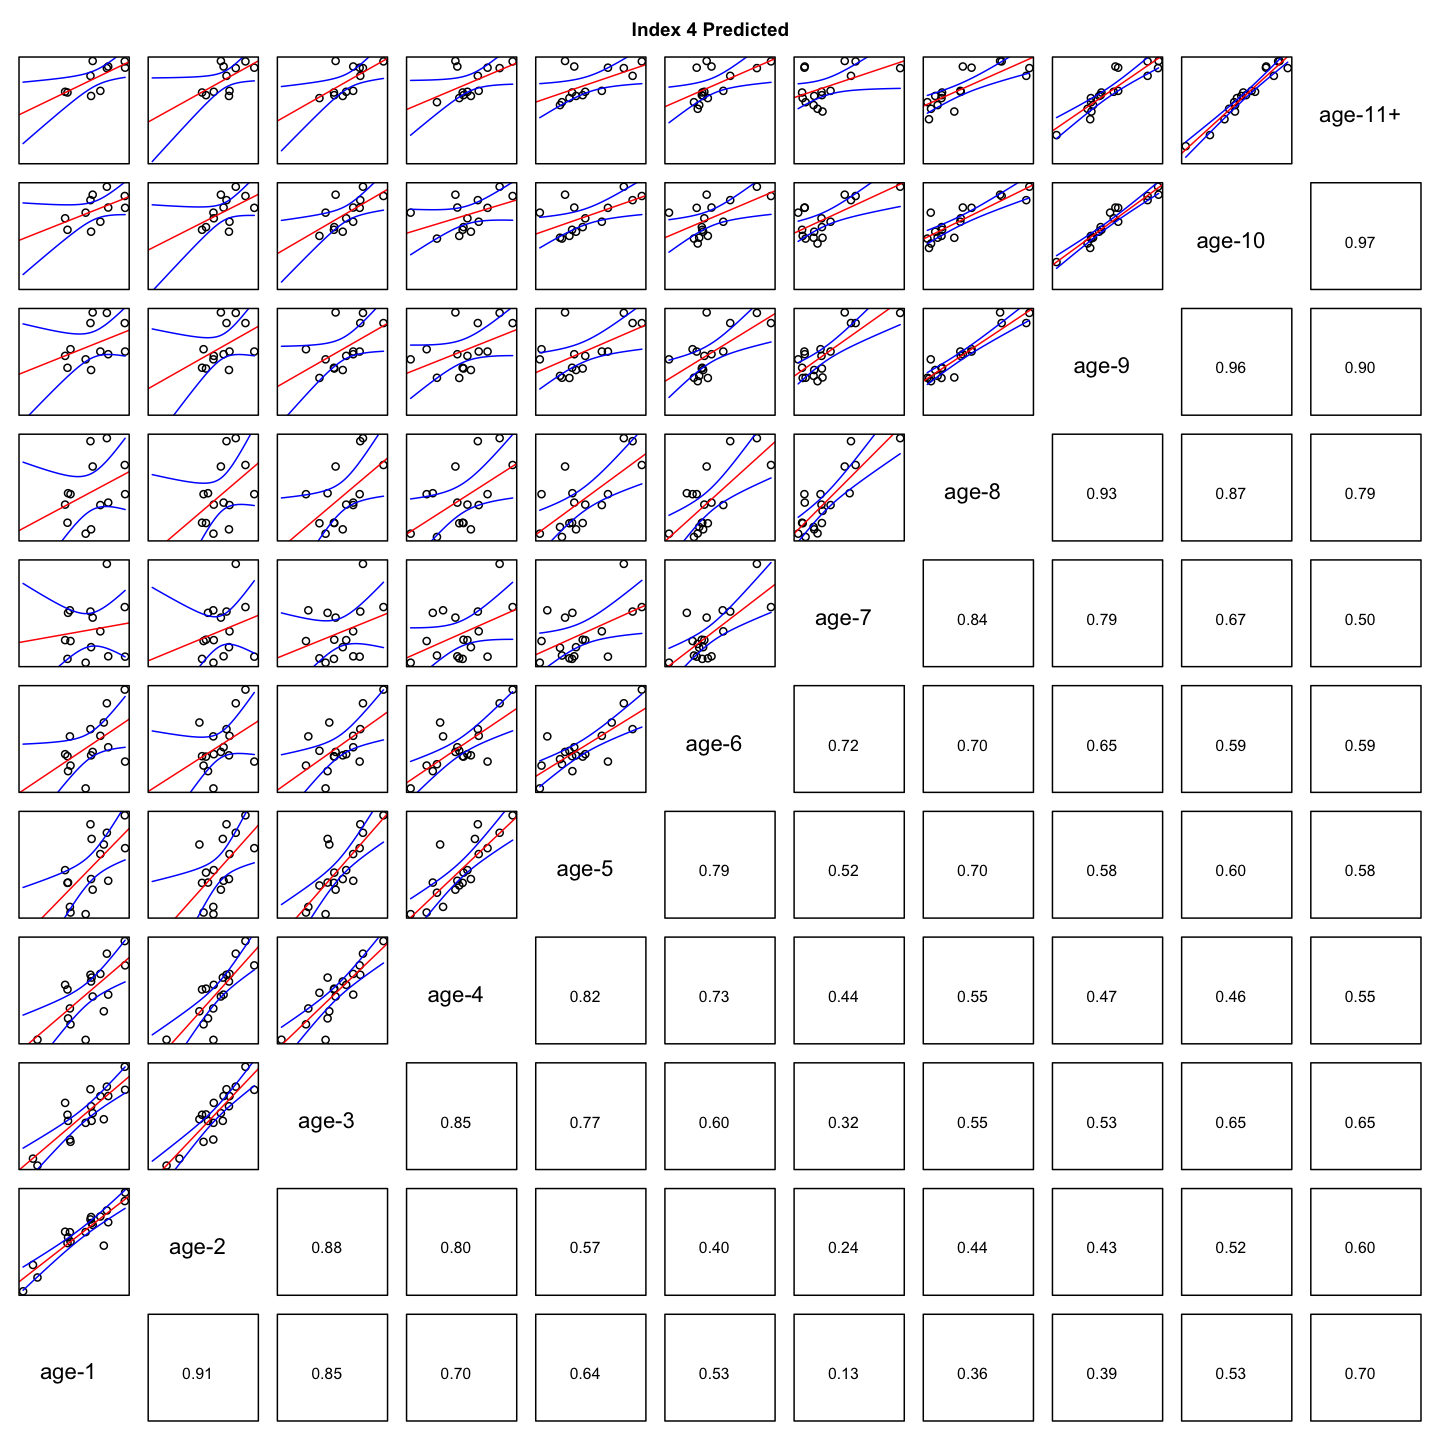 Index 4 Predicted
age-11+
age-10
0.97
age-9
0.96 0.90
age-8
0.93 0.87 0.79
age-7
0.84 0.79 0.67 0.50
age-6
0.72 0.70 0.65 0.59 0.59
age-5
0.79 0.52 0.70 0.58 0.60 0.58
age-4
0.82 0.73 0.44 0.55 0.47 0.46 0.55
age-3
0.85 0.77 0.60 0.32 0.55 0.53 0.65 0.65
age-2
0.88 0.80 0.57 0.40 0.24 0.44 0.43 0.52 0.60
age-1
0.91 0.85 0.70 0.64 0.53 0.13 0.36 0.39 0.53 0.70